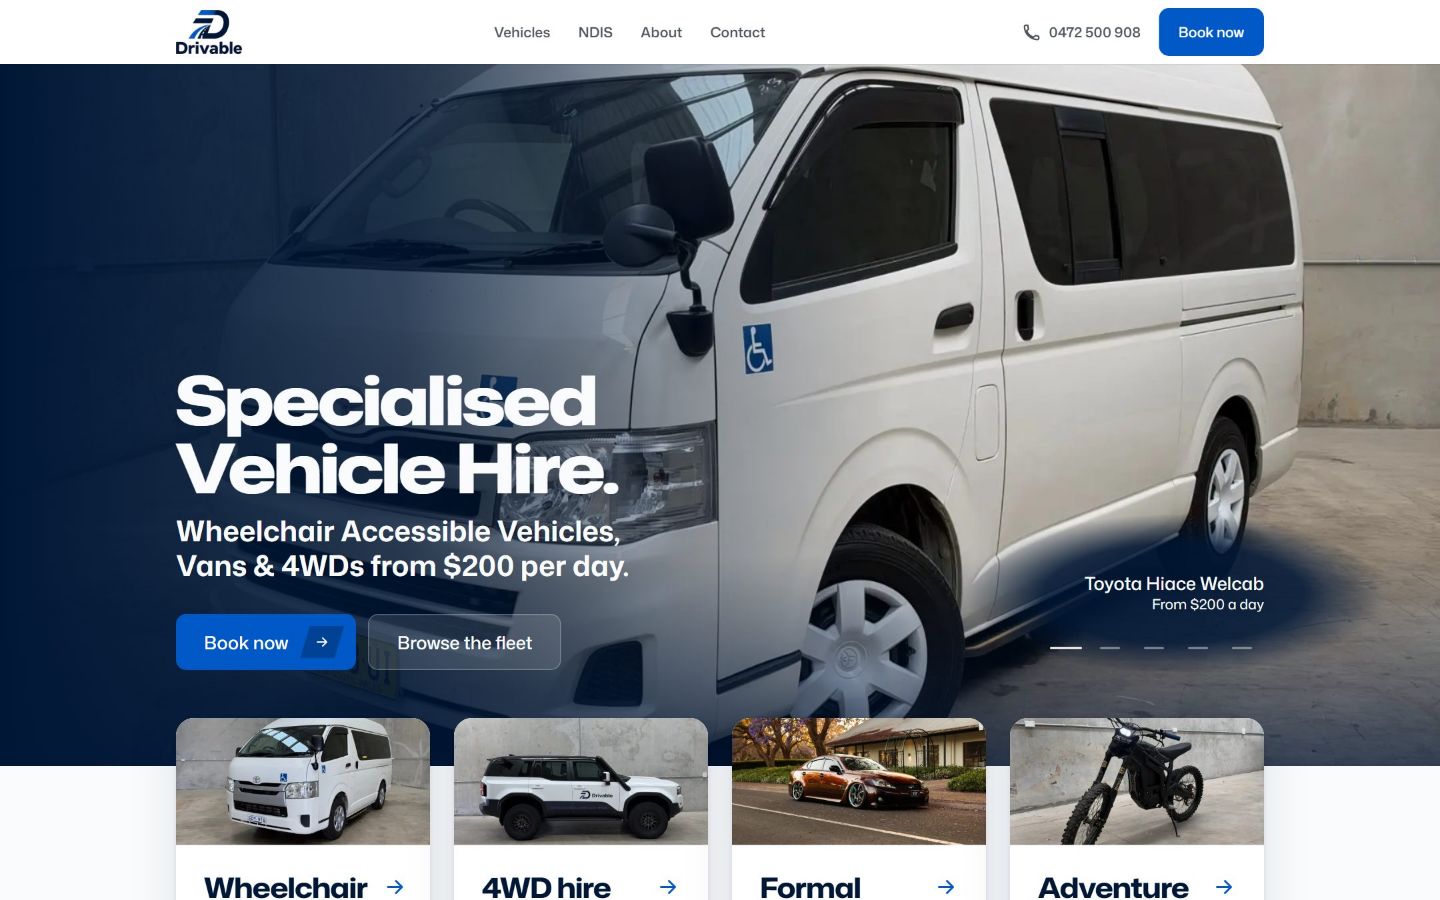 Drivable
Vehicles
NDIS
About
Contact
0472 500 908
Book now
Specialised
Vehicle Hire.
Wheelchair Accessible Vehicles,
Vans & 4WDs from $200 per day.
Book now
Browse the fleet
Toyota Hiace Welcab
From $200 a day
Drivable
Wheelchair
4WD hire
Formal
Adventure